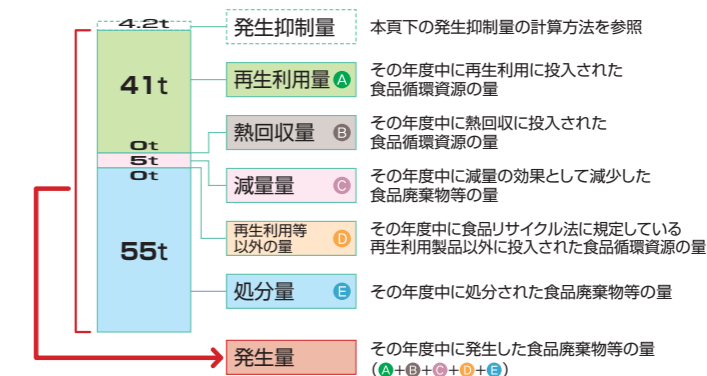 4.2t
発生抑制量
本頁下の発生抑制量の計算方法を参照
41t
再生利用量 A
その年度中に再生利用に投入された
食品循環資源の量
0t
熱回収量 B
その年度中に熱回収に投入された
食品循環資源の量
5t
減量量 C
その年度中に減量の効果として減少した
食品廃棄物等の量
0t
再生利用等
以外の量 D
その年度中に食品リサイクル法に規定している
再生利用製品以外に投入された食品循環資源の量
55t
処分量 E
その年度中に処分された食品廃棄物等の量
発生量
その年度中に発生した食品廃棄物等の量
(A+B+C+D+E)